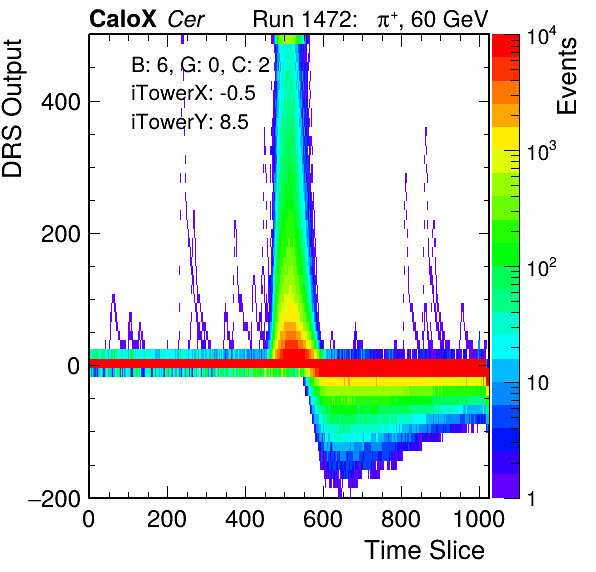 CaloX Cer Run 1472: π⁺, 60 GeV
B: 6, G: 0, C: 2
iTowerX: -0.5
iTowerY: 8.5
DRS Output
400
200
0
−200
0 200 400 600 800 1000
Time Slice
Events
10⁴
10³
10²
10
1